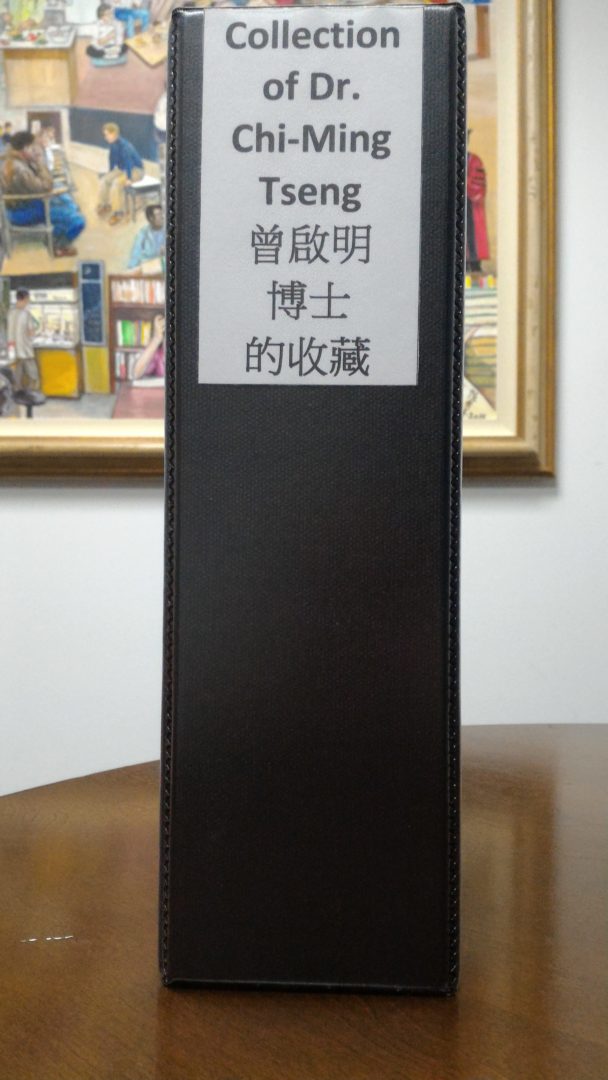 Collection
of Dr.
Chi-Ming
Tseng
曾啟明
博士
的收藏